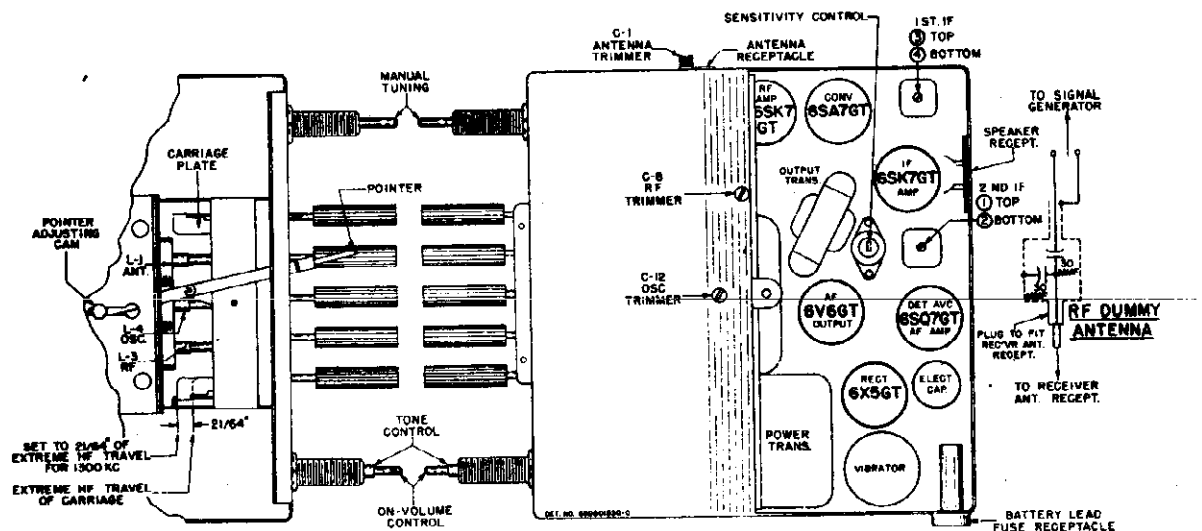 SENSITIVITY CONTROL
1ST. IF
③ TOP
④ BOTTOM
C-1
ANTENNA
TRIMMER
ANTENNA
RECEPTACLE
MANUAL
TUNING
RF
AMP
6SK7
GT
CONV
6SA7GT
TO SIGNAL
GENERATOR
SPEAKER
RECEPT.
CARRIAGE
PLATE
POINTER
OUTPUT
TRANS.
IF
6SK7GT
AMP
C-8
RF
TRIMMER
2 ND IF
① TOP
② BOTTOM
POINTER
ADJUSTING
CAM
L-1
ANT.
L-4
OSC.
L-3
RF
C-12
OSC
TRIMMER
AF
6V6GT
OUTPUT
DET AVC
6SQ7GT
AF AMP
30
RF DUMMY
ANTENNA
PLUG TO FIT
REC'VR ANT.
RECEPT.
TO RECEIVER
ANT. RECEPT.
RECT
6X5GT
ELECT
CAP.
21/64"
SET TO 21/64" OF
EXTREME HF TRAVEL
FOR 1300 KC
EXTREME HF TRAVEL
OF CARRIAGE
TONE
CONTROL
ON-VOLUME
CONTROL
POWER
TRANS.
VIBRATOR
BATTERY LEAD
FUSE RECEPTACLE